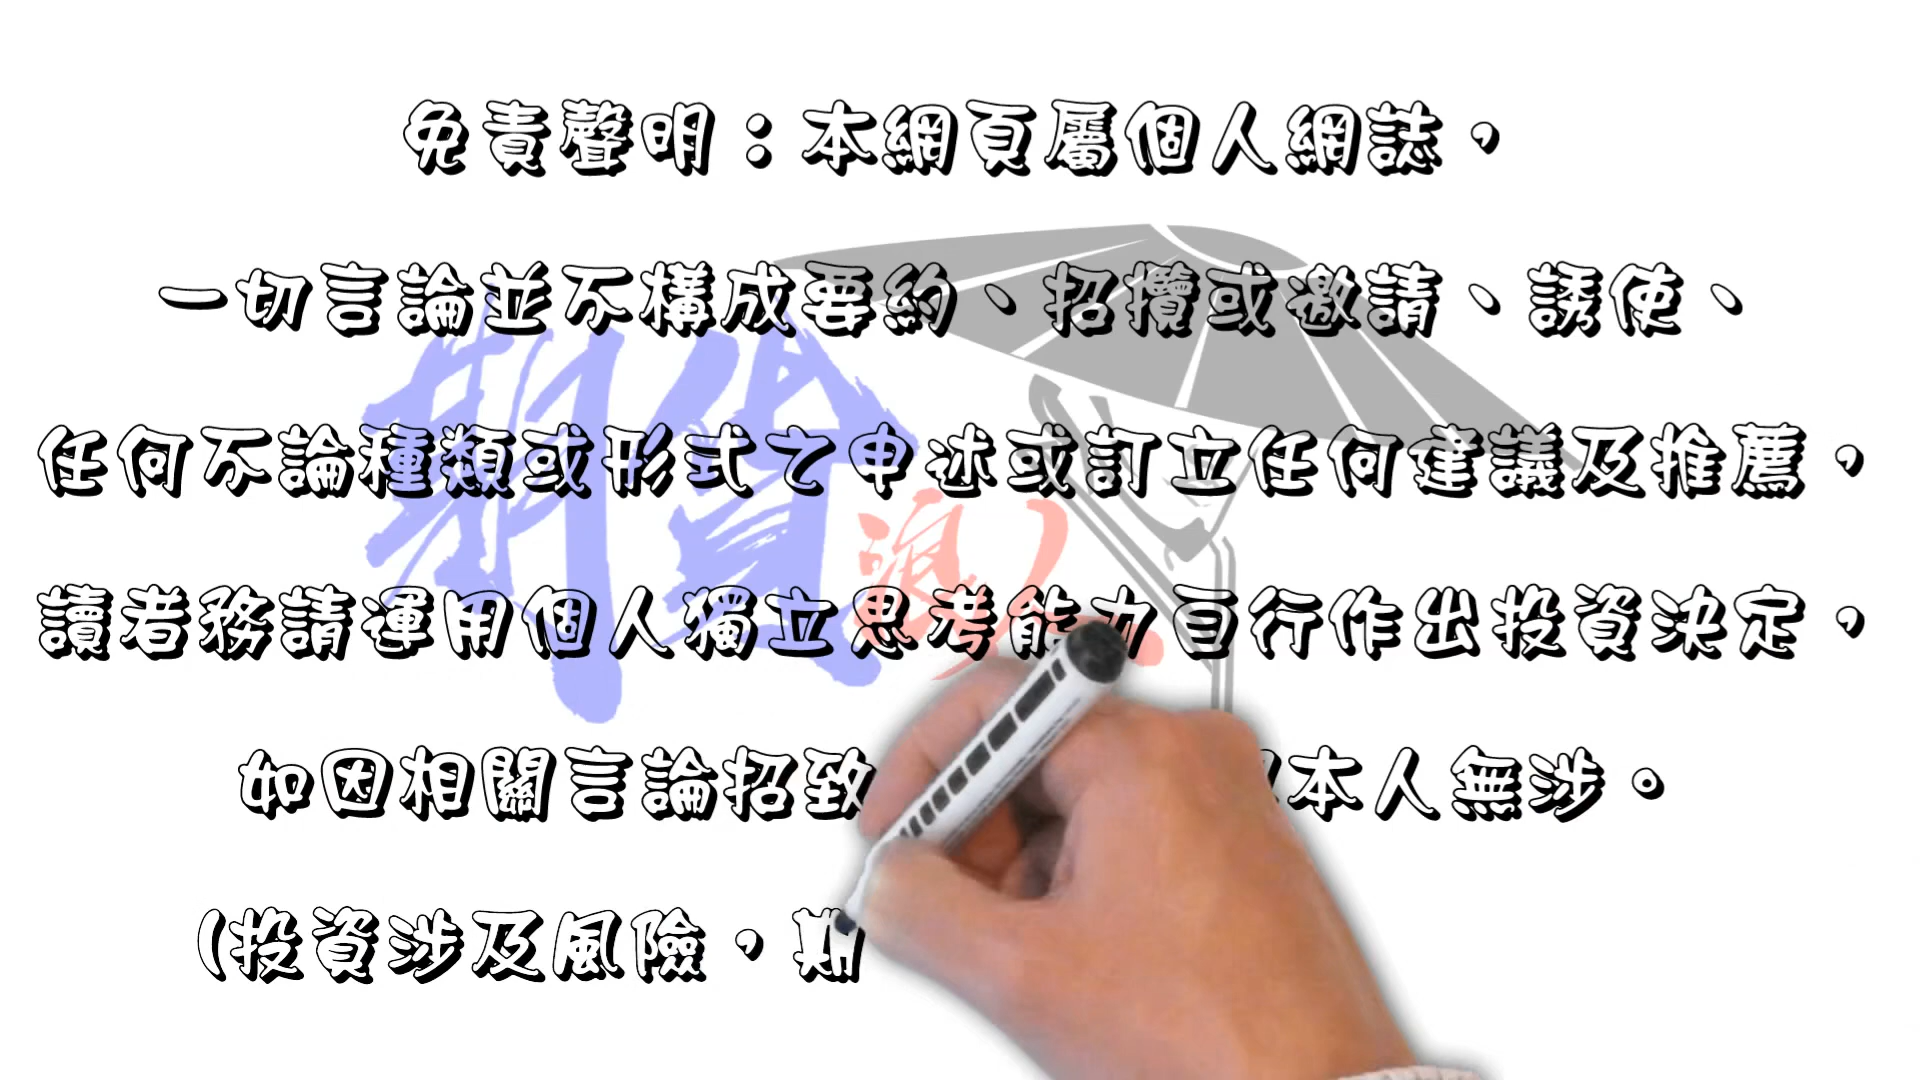 免責聲明：本網頁屬個人網誌，
一切言論並不構成要約、招攬或邀請、誘使、
任何不論種類或形式之申述或訂立任何建議及推薦，
讀者務請運用個人獨立思考能力自行作出投資決定，
如因相關言論招致
本人無涉。
(投資涉及風險，期
期貨
浪人